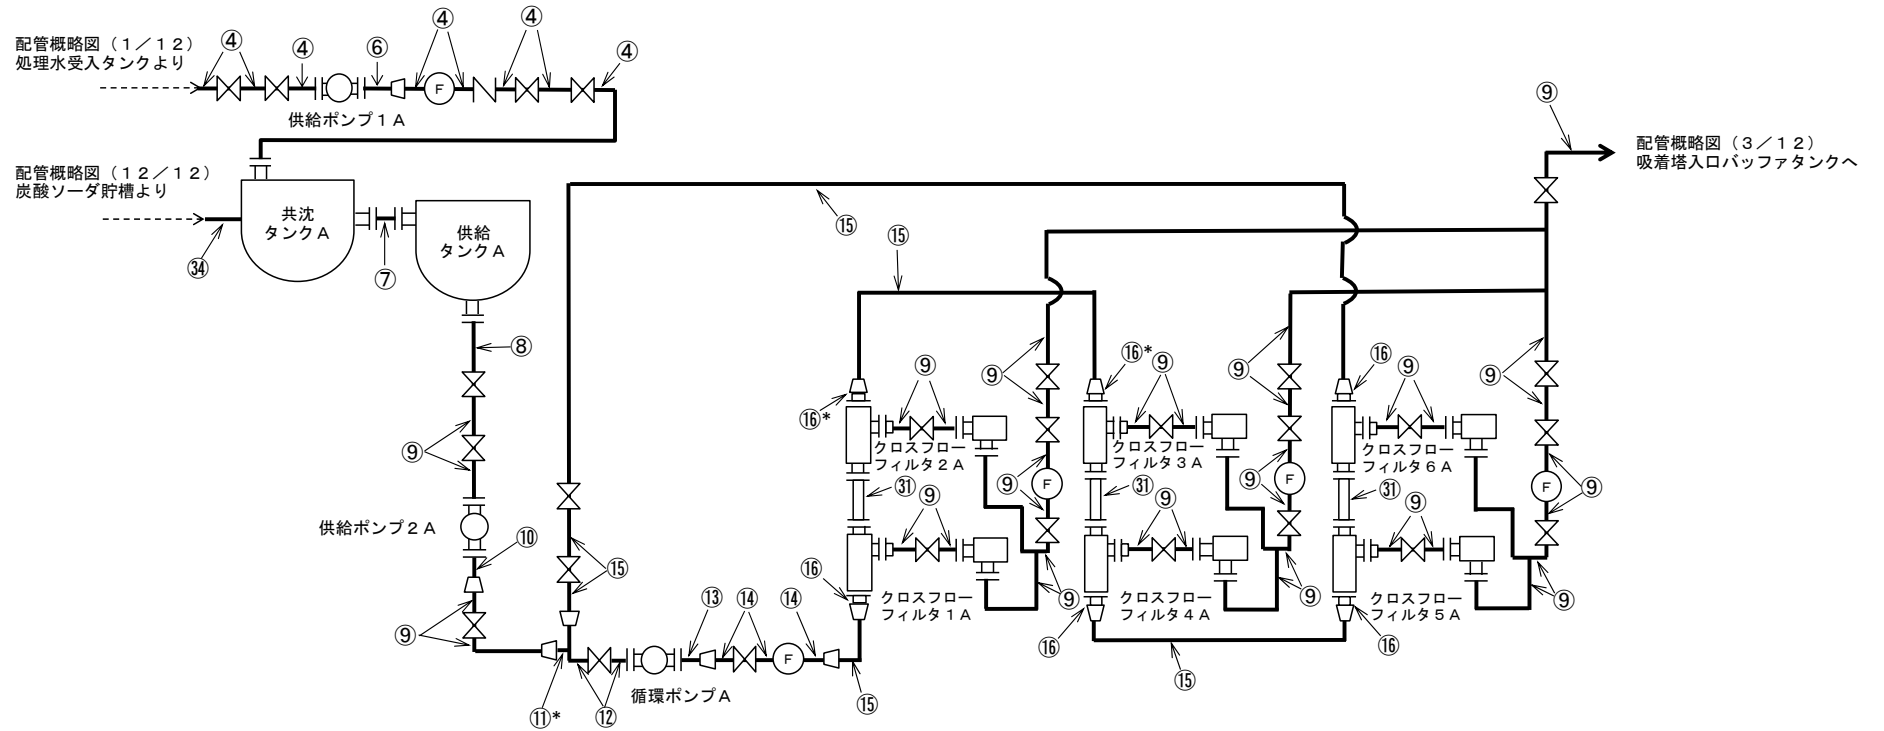 ④
④
④
④
④
⑥
配管概略図（１／１２）
処理水受入タンクより
F
供給ポンプ１Ａ
⑨
配管概略図（３／１２）
吸着塔入口バッファタンクへ
配管概略図（１２／１２）
炭酸ソーダ貯槽より
共沈
タンクＡ
供給
タンクＡ
㉞
⑦
⑮
⑮
⑧
⑨
⑨
⑨
⑯
⑯*
⑯*
⑨
⑨
⑨
⑨
クロスフロー
フィルタ２Ａ
クロスフロー
フィルタ３Ａ
クロスフロー
フィルタ６Ａ
⑨
㉛
㉛
㉛
⑨
⑨
⑨
F
F
F
⑨
⑨
⑨
供給ポンプ２Ａ
⑩
⑮
⑯
⑨
⑨
⑨
クロスフロー
フィルタ１Ａ
クロスフロー
フィルタ４Ａ
クロスフロー
フィルタ５Ａ
⑬
⑭
⑭
⑨
⑯
⑯
F
⑮
循環ポンプＡ
⑪*
⑫
⑮